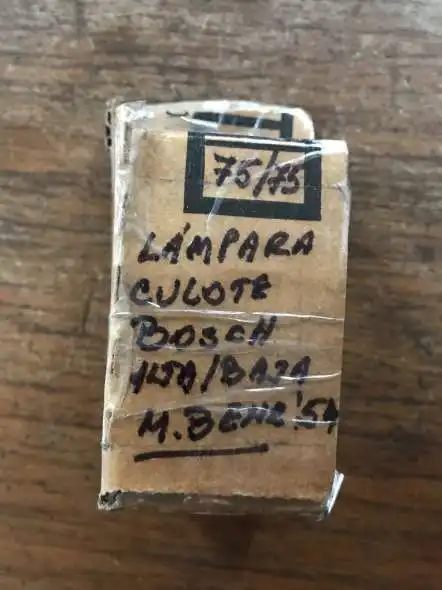 75/75
LÁMPARA
CULOTE
BOSCH
ALTA/BAJA
M. BENZ '54